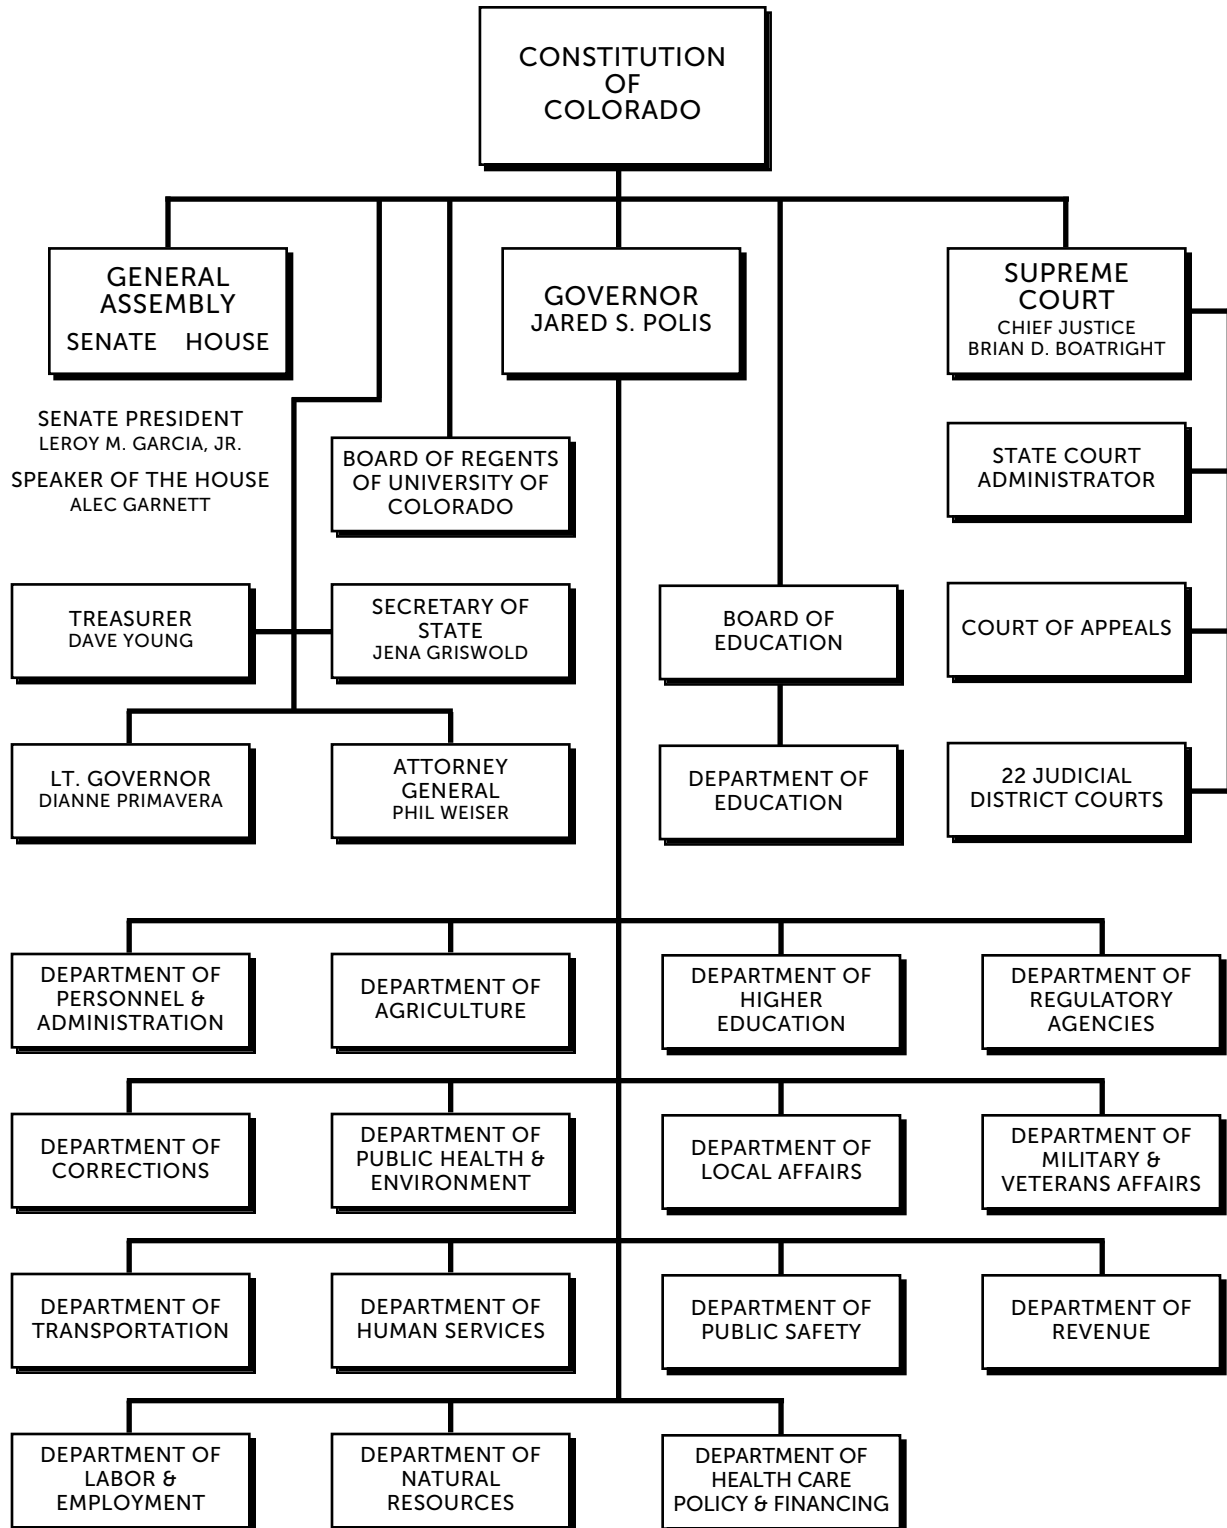 CONSTITUTION
OF
COLORADO
GENERAL
ASSEMBLY
SENATE HOUSE
GOVERNOR
JARED S. POLIS
SUPREME
COURT
CHIEF JUSTICE
BRIAN D. BOATRIGHT
SENATE PRESIDENT
LEROY M. GARCIA, JR.
SPEAKER OF THE HOUSE
ALEC GARNETT
BOARD OF REGENTS
OF UNIVERSITY OF
COLORADO
STATE COURT
ADMINISTRATOR
TREASURER
DAVE YOUNG
SECRETARY OF
STATE
JENA GRISWOLD
BOARD OF
EDUCATION
COURT OF APPEALS
LT. GOVERNOR
DIANNE PRIMAVERA
ATTORNEY
GENERAL
PHIL WEISER
DEPARTMENT OF
EDUCATION
22 JUDICIAL
DISTRICT COURTS
DEPARTMENT OF
PERSONNEL &
ADMINISTRATION
DEPARTMENT OF
AGRICULTURE
DEPARTMENT OF
HIGHER
EDUCATION
DEPARTMENT OF
REGULATORY
AGENCIES
DEPARTMENT OF
CORRECTIONS
DEPARTMENT OF
PUBLIC HEALTH &
ENVIRONMENT
DEPARTMENT OF
LOCAL AFFAIRS
DEPARTMENT OF
MILITARY &
VETERANS AFFAIRS
DEPARTMENT OF
TRANSPORTATION
DEPARTMENT OF
HUMAN SERVICES
DEPARTMENT OF
PUBLIC SAFETY
DEPARTMENT OF
REVENUE
DEPARTMENT OF
LABOR &
EMPLOYMENT
DEPARTMENT OF
NATURAL
RESOURCES
DEPARTMENT OF
HEALTH CARE
POLICY & FINANCING